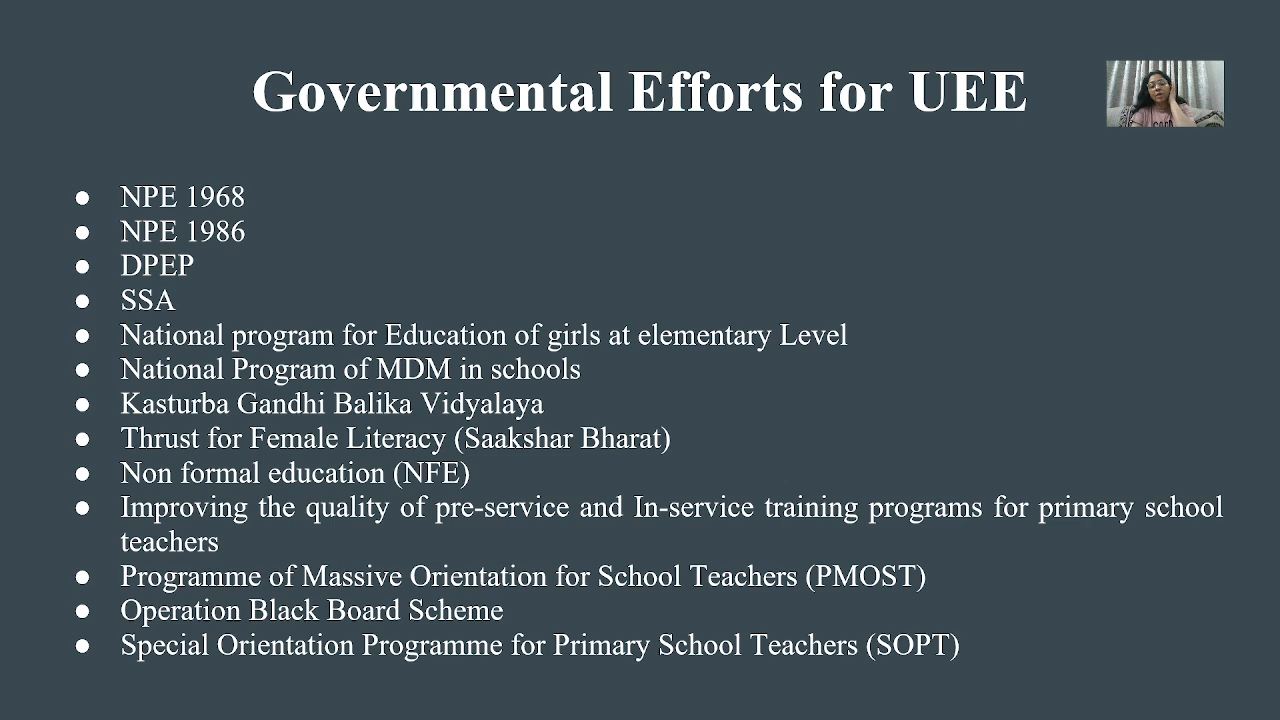 Governmental Efforts for UEE
● NPE 1968
● NPE 1986
● DPEP
● SSA
● National program for Education of girls at elementary Level
● National Program of MDM in schools
● Kasturba Gandhi Balika Vidyalaya
● Thrust for Female Literacy (Saakshar Bharat)
● Non formal education (NFE)
● Improving the quality of pre-service and In-service training programs for primary school
teachers
● Programme of Massive Orientation for School Teachers (PMOST)
● Operation Black Board Scheme
● Special Orientation Programme for Primary School Teachers (SOPT)